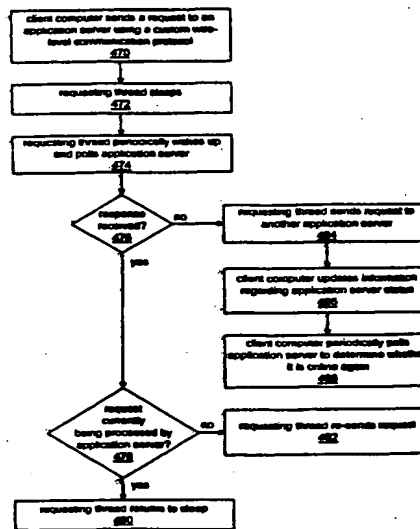 client computer sends a request to an
application server using a custom wire-
level communication protocol
470
requesting thread sleeps
472
requesting thread periodically wakes up
and polls application server
474
response
received?
476
no
yes
requesting thread sends request to
another application server
484
client computer updates information
regarding application server status
486
client computer periodically polls
application server to determine whether
it is online again
488
request
currently
being processed by
application server?
478
no
yes
requesting thread re-sends request
482
requesting thread returns to sleep
480